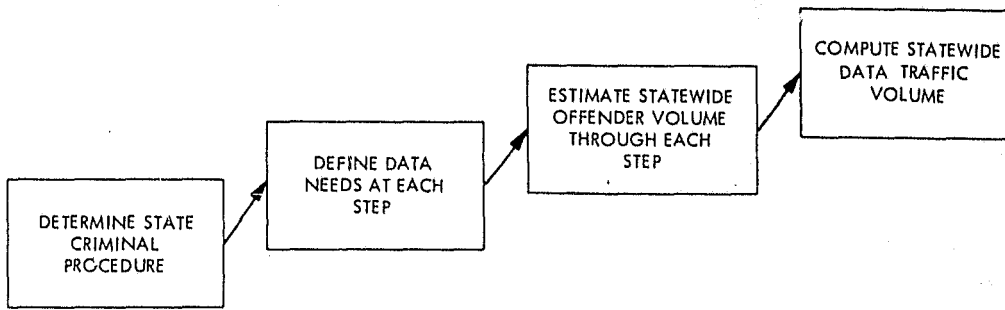 DETERMINE STATE
CRIMINAL
PROCEDURE
DEFINE DATA
NEEDS AT EACH
STEP
ESTIMATE STATEWIDE
OFFENDER VOLUME
THROUGH EACH
STEP
COMPUTE STATEWIDE
DATA TRAFFIC
VOLUME